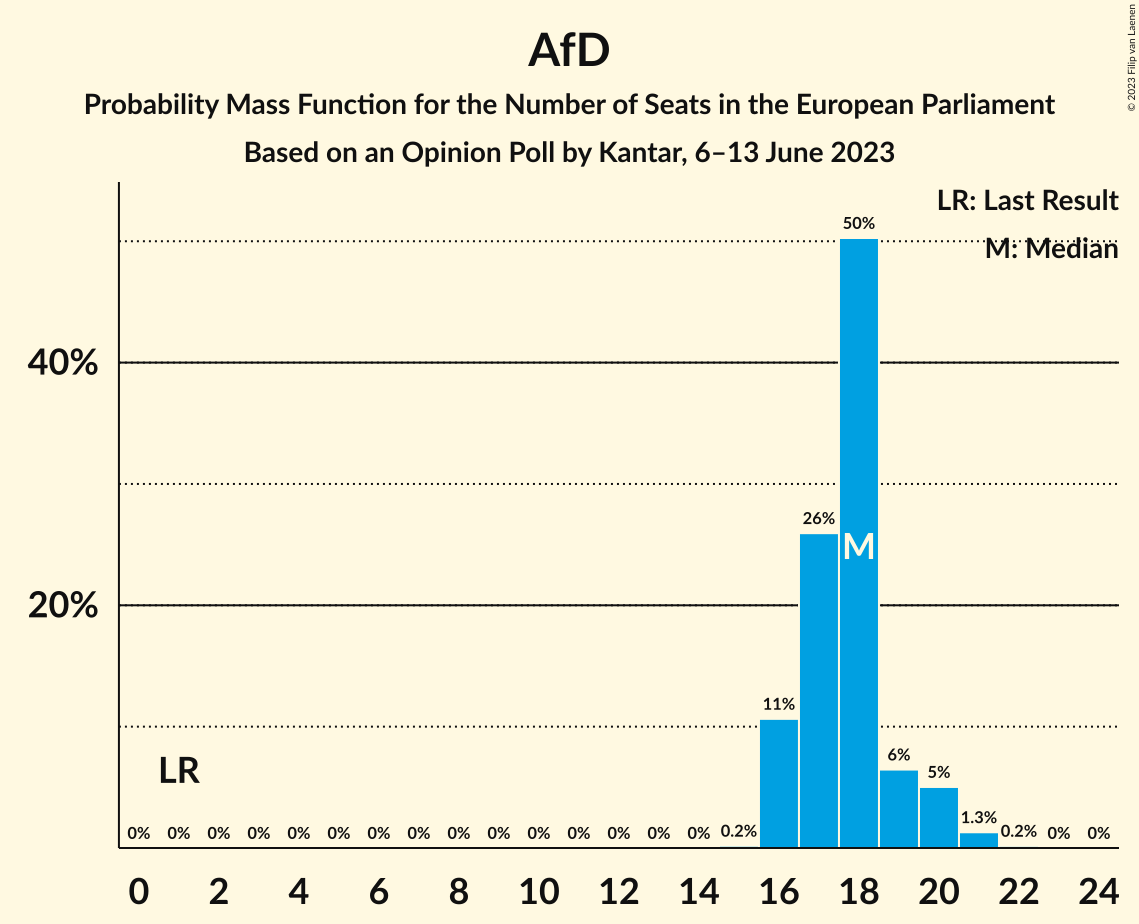 AfD
Probability Mass Function for the Number of Seats in the European Parliament
Based on an Opinion Poll by Kantar, 6–13 June 2023
© 2023 Filip van Laenen
LR: Last Result
M: Median
50%
40%
26%
M
20%
11%
LR
6%
5%
1.3%
0% 0% 0% 0% 0% 0% 0% 0% 0% 0% 0% 0% 0% 0% 0% 0.2% 0.2% 0% 0%
0 2 4 6 8 10 12 14 16 18 20 22 24